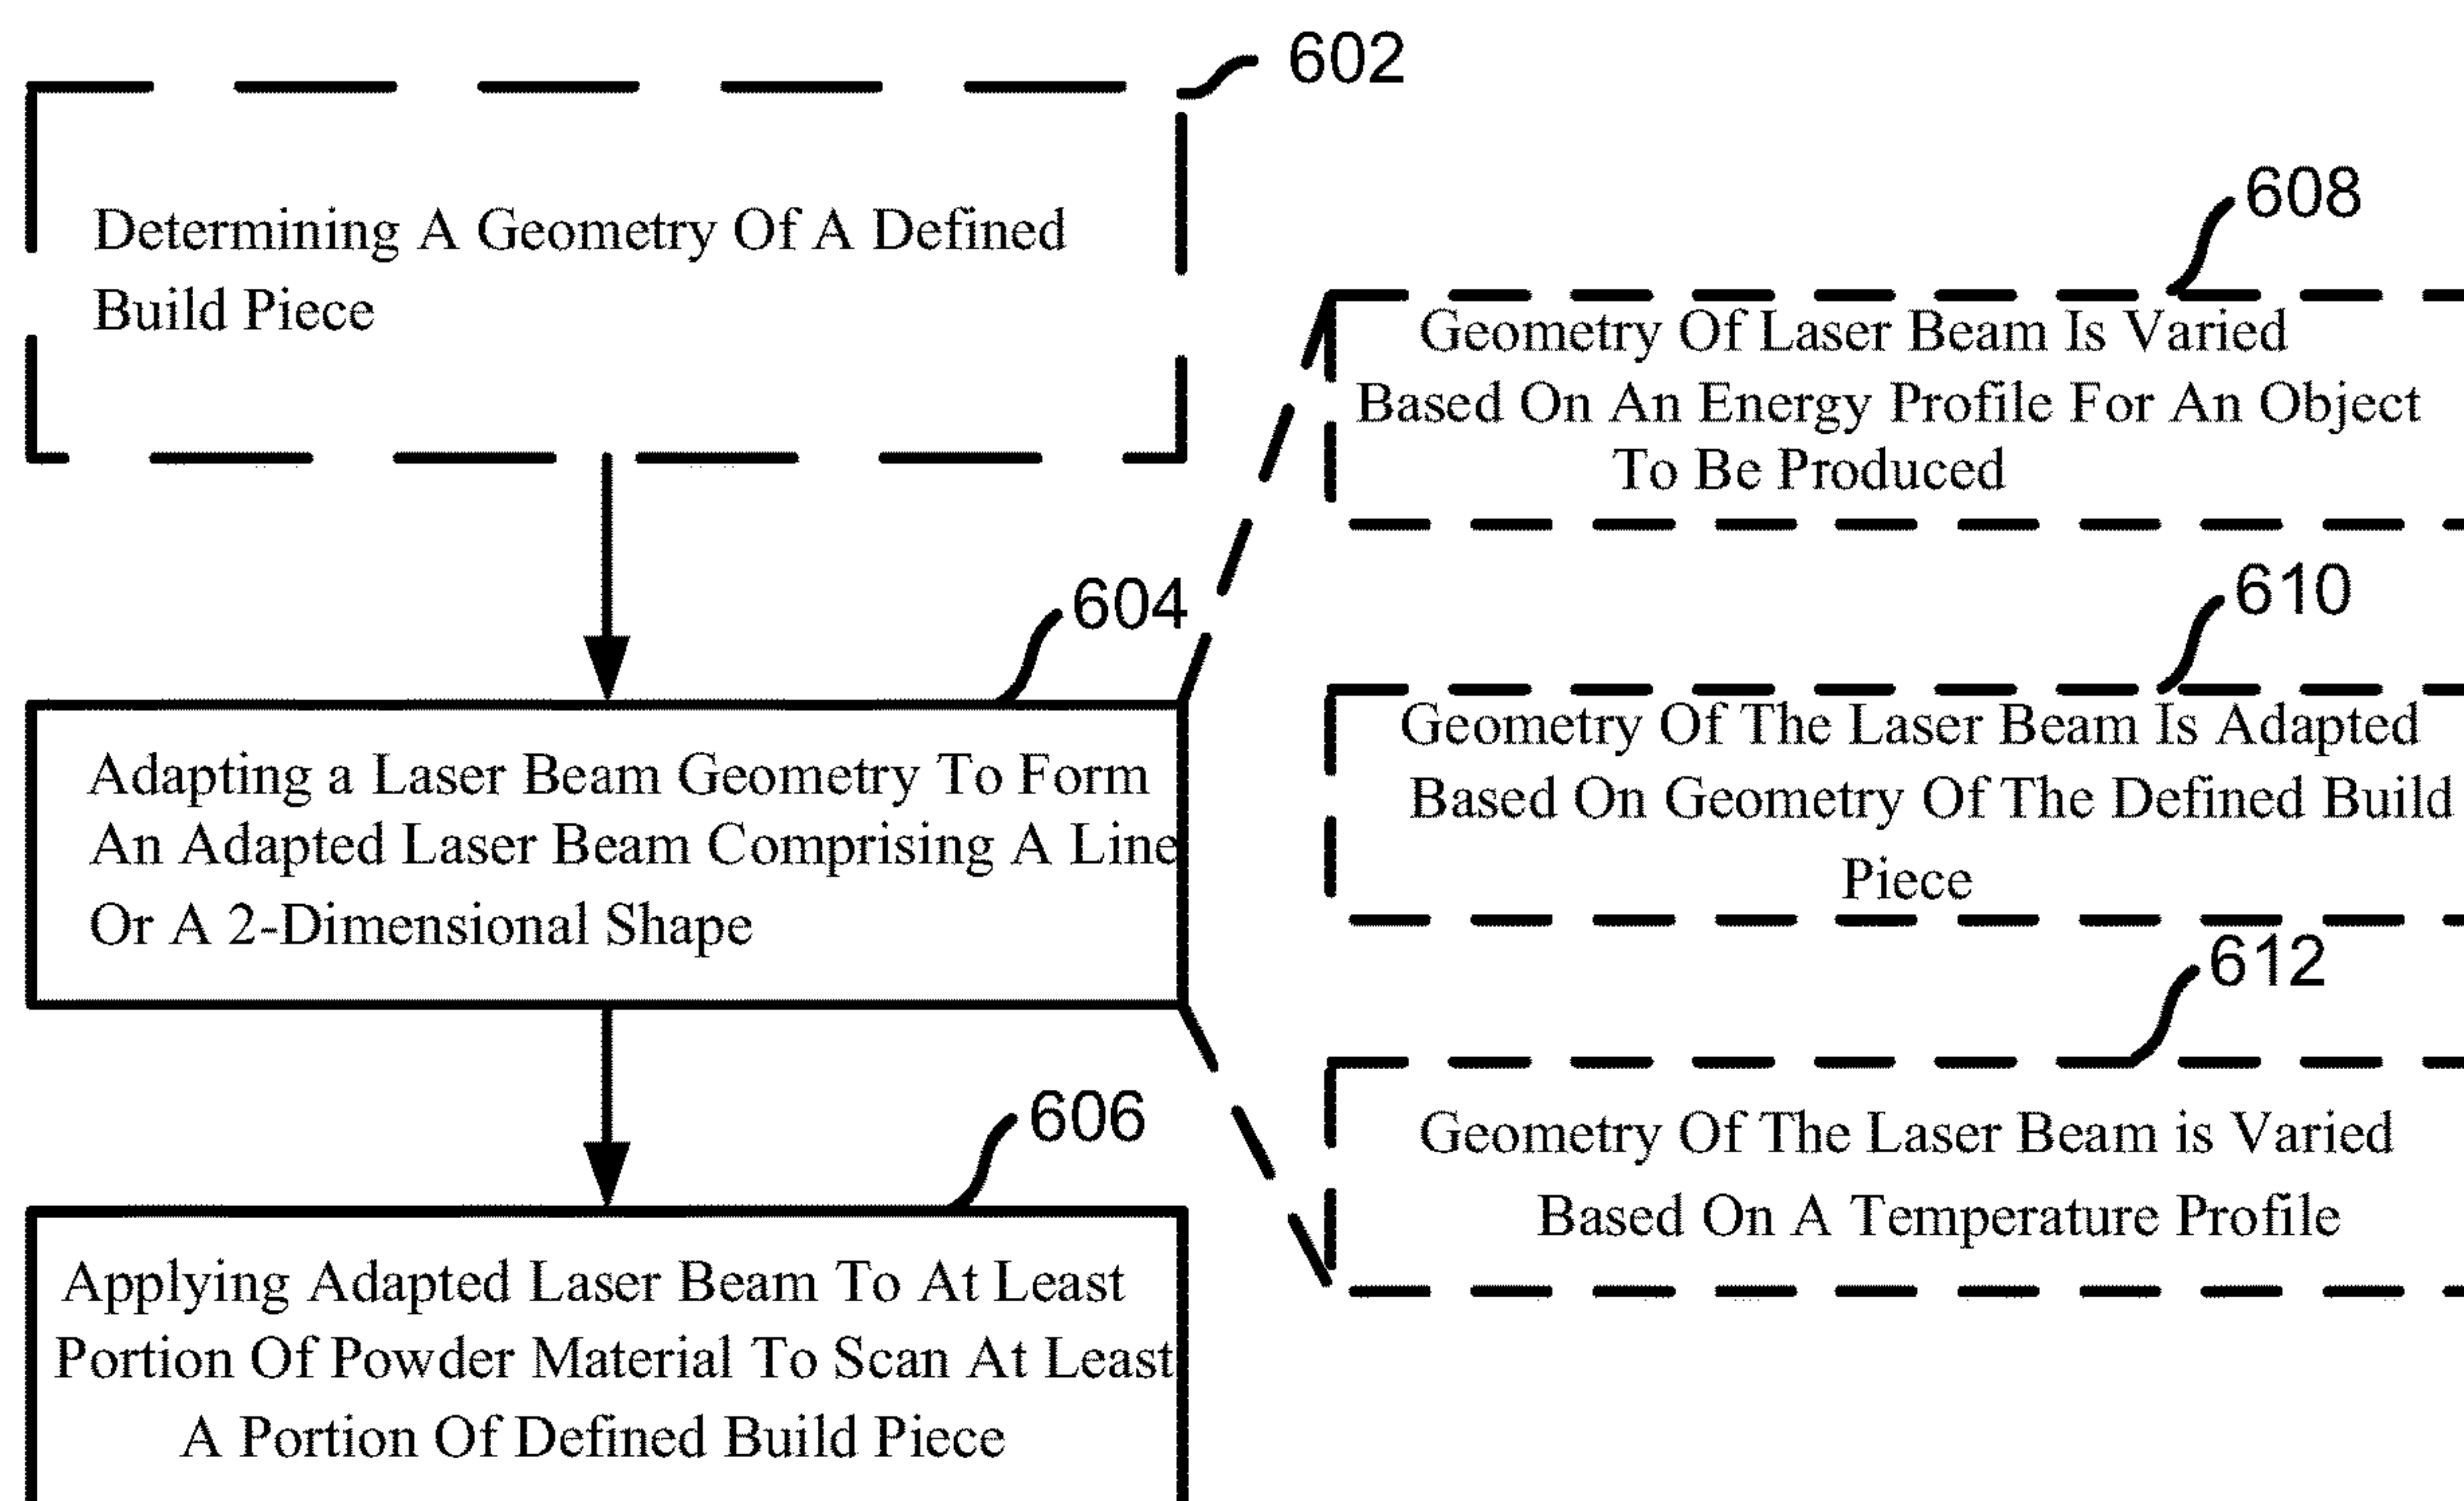 602
Determining A Geometry Of A Defined
Build Piece
604
Adapting a Laser Beam Geometry To Form
An Adapted Laser Beam Comprising A Line
Or A 2-Dimensional Shape
606
Applying Adapted Laser Beam To At Least
Portion Of Powder Material To Scan At Least
A Portion Of Defined Build Piece
608
Geometry Of Laser Beam Is Varied
Based On An Energy Profile For An Object
To Be Produced
610
Geometry Of The Laser Beam Is Adapted
Based On Geometry Of The Defined Build
Piece
612
Geometry Of The Laser Beam is Varied
Based On A Temperature Profile